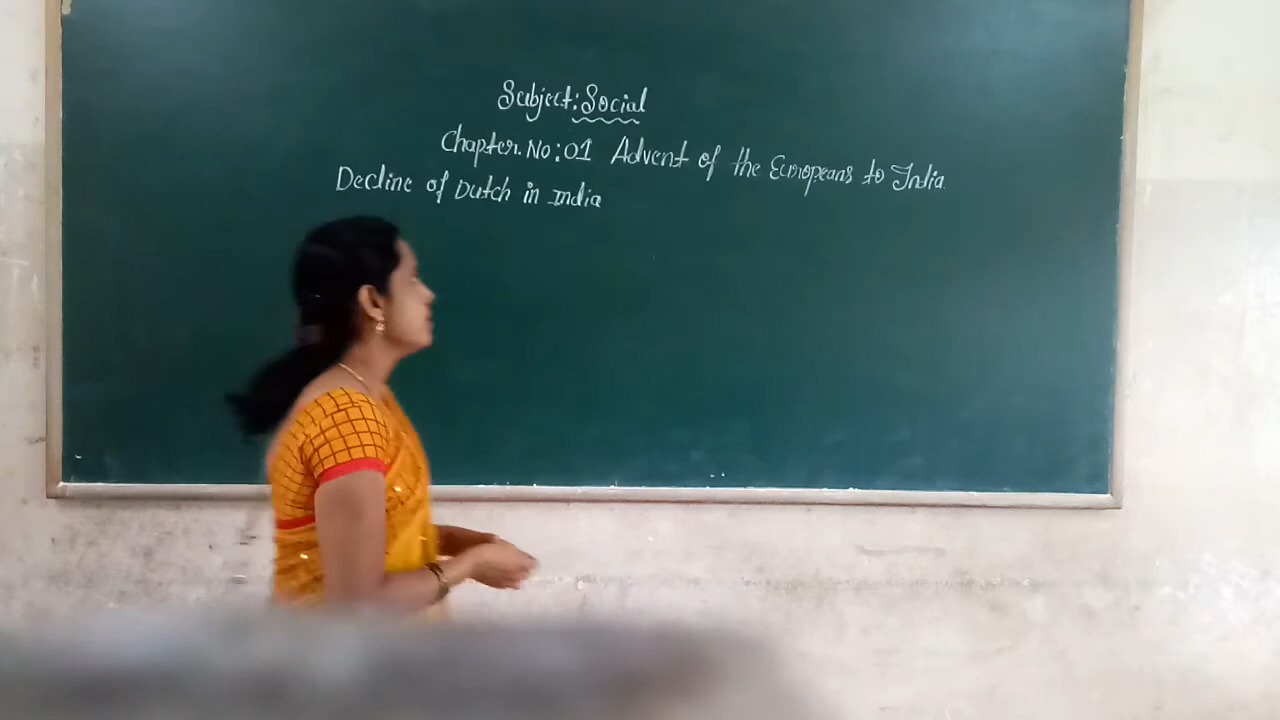 Subject: Social
Chapter. No: 01 Advent of the Europeans to India
Decline of Dutch in India